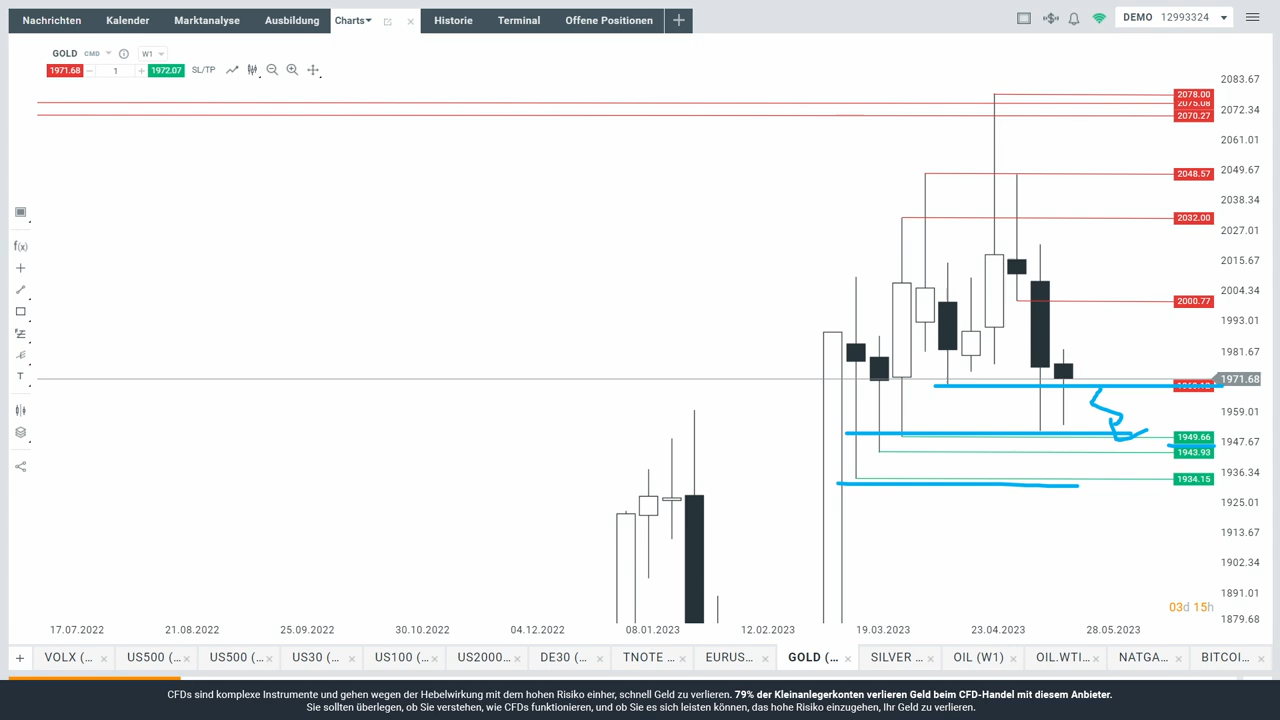 Nachrichten Kalender Marktanalyse Ausbildung Charts Historie Terminal Offene Positionen
DEMO 12993324
GOLD CMD W1
1971.68 1 1972.07 SL/TP
2083.67
2078.00
2075.08
2072.34
2070.27
2061.01
2049.67
2048.57
2038.34
2032.00
2027.01
2015.67
2004.34
2000.77
1993.01
1981.67
1971.68
1959.01
1949.66
1947.67
1943.93
1936.34
1934.15
1925.01
1913.67
1902.34
1891.01
1879.68
f(x)
T
03d 15h
17.07.2022 21.08.2022 25.09.2022 30.10.2022 04.12.2022 08.01.2023 12.02.2023 19.03.2023 23.04.2023 28.05.2023
VOLX (... US500 (... US500 (... US30 (... US100 (... US2000... DE30 (... TNOTE ... EURUS... GOLD (... SILVER ... OIL (W1) OIL.WTI... NATGA... BITCOI...
CFDs sind komplexe Instrumente und gehen wegen der Hebelwirkung mit dem hohen Risiko einher, schnell Geld zu verlieren. 79% der Kleinanlegerkonten verlieren Geld beim CFD-Handel mit diesem Anbieter.
Sie sollten überlegen, ob Sie verstehen, wie CFDs funktionieren, und ob Sie es sich leisten können, das hohe Risiko einzugehen, Ihr Geld zu verlieren.